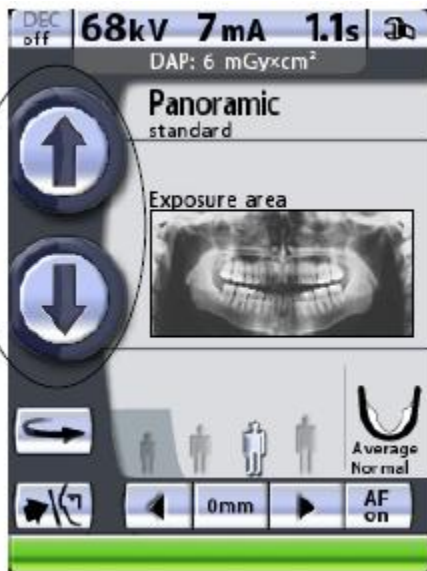 DEC off 68kV 7mA 1.1s
DAP: 6 mGy×cm²
Panoramic
standard
Exposure area
Average
Normal
0mm
AF on